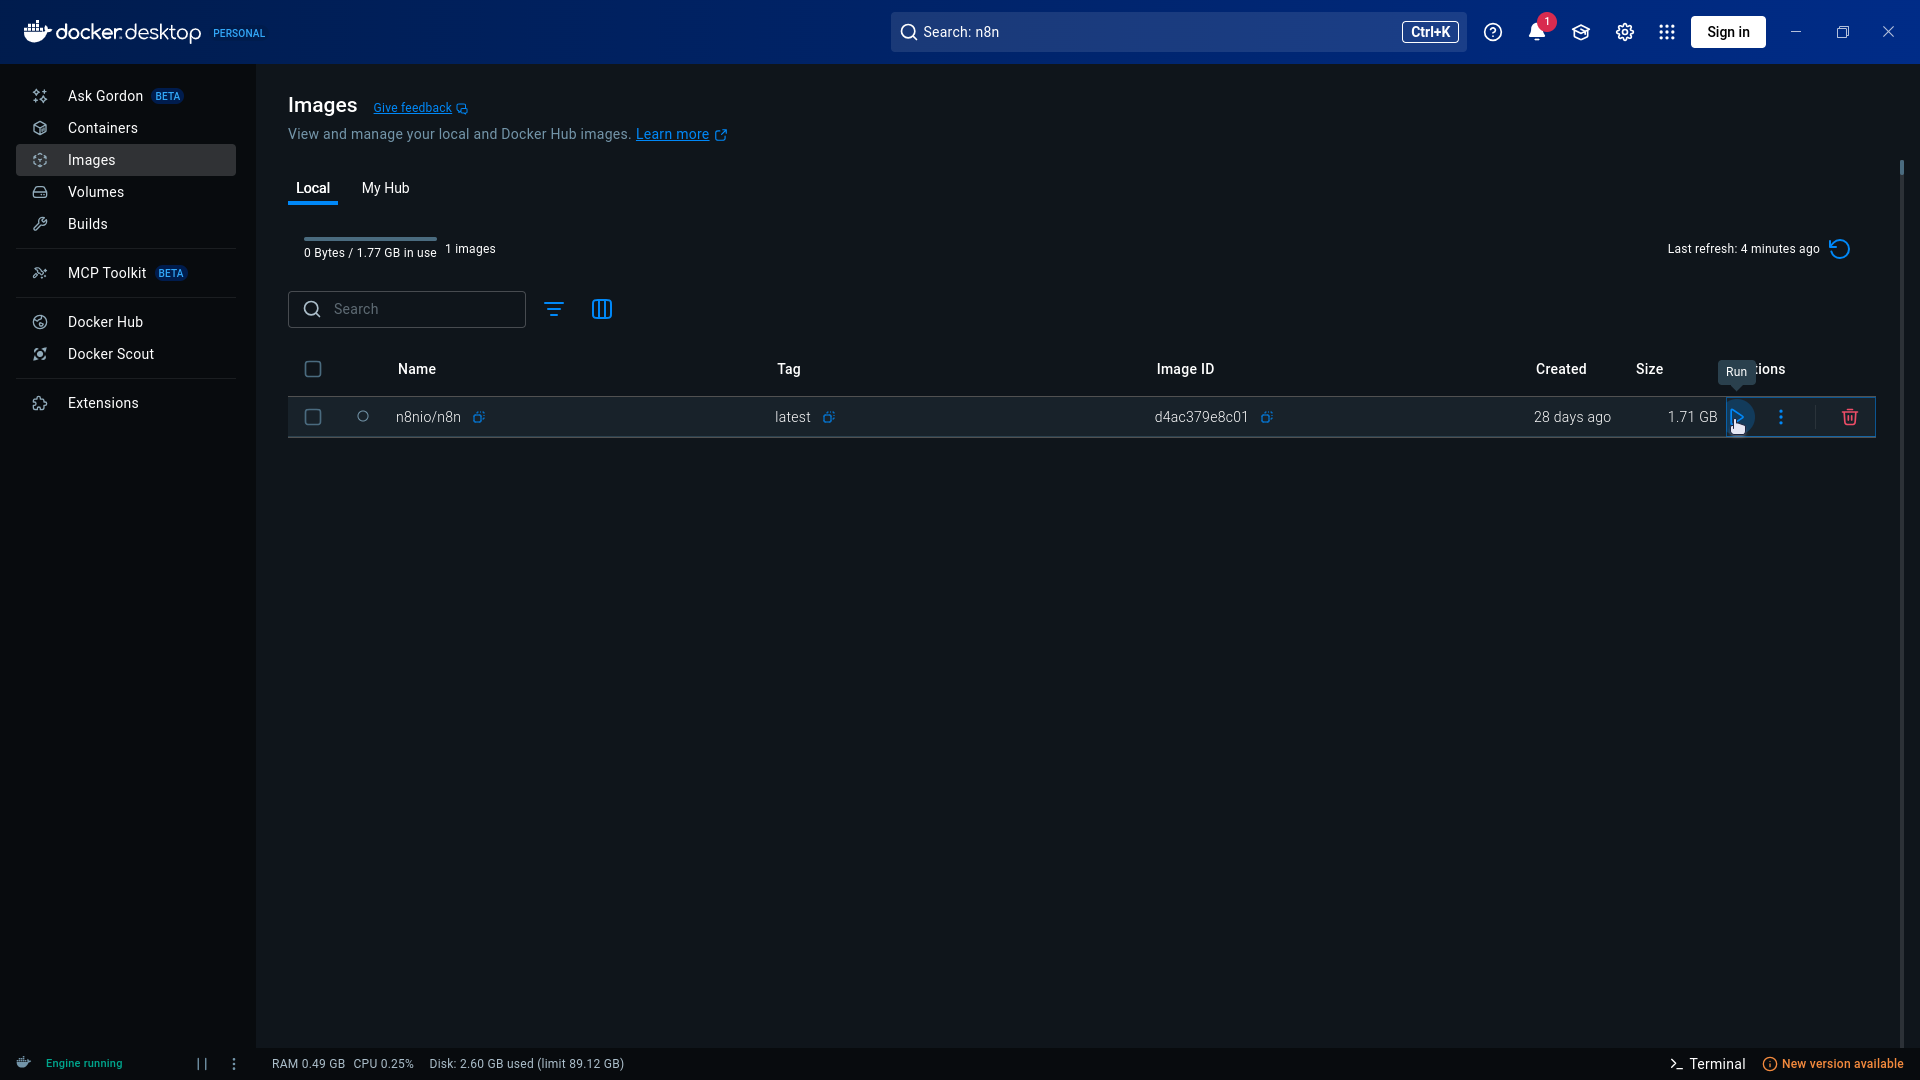 docker.desktop PERSONAL
Search: n8n
Ctrl+K
1
Sign in
Ask Gordon BETA
Containers
Images
Volumes
Builds
MCP Toolkit BETA
Docker Hub
Docker Scout
Extensions
Images Give feedback
View and manage your local and Docker Hub images. Learn more
Local My Hub
0 Bytes / 1.77 GB in use 1 images
Last refresh: 4 minutes ago
Search
Name Tag Image ID Created Size tions
Run
n8nio/n8n latest d4ac379e8c01 28 days ago 1.71 GB
Engine running
RAM 0.49 GB CPU 0.25% Disk: 2.60 GB used (limit 89.12 GB)
Terminal
New version available